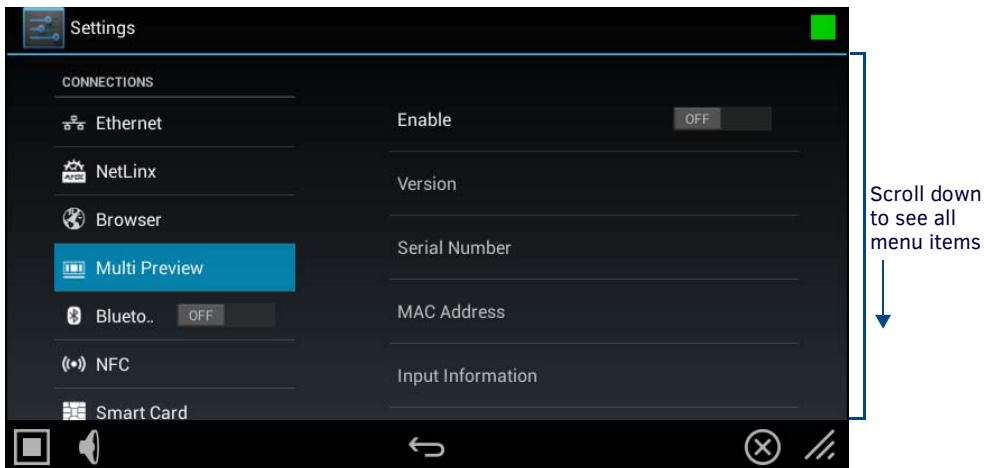 Settings
CONNECTIONS
Ethernet
NetLinx
Browser
Multi Preview
Blueto.. OFF
NFC
Smart Card
Enable OFF
Version
Serial Number
MAC Address
Input Information
Scroll down
to see all
menu items